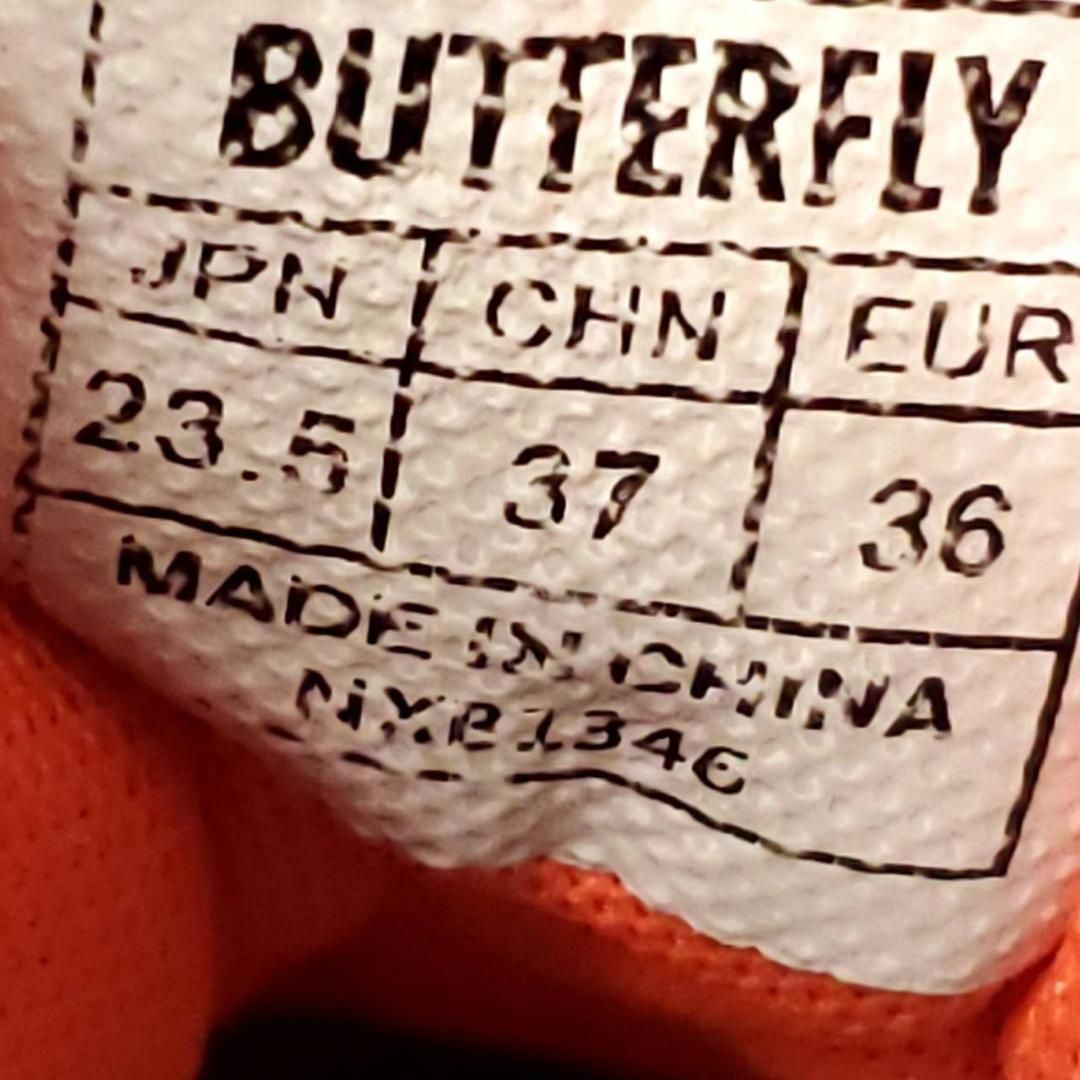 BUTTERFLY
JPN CHN EUR
23.5 37 36
MADE IN CHINA